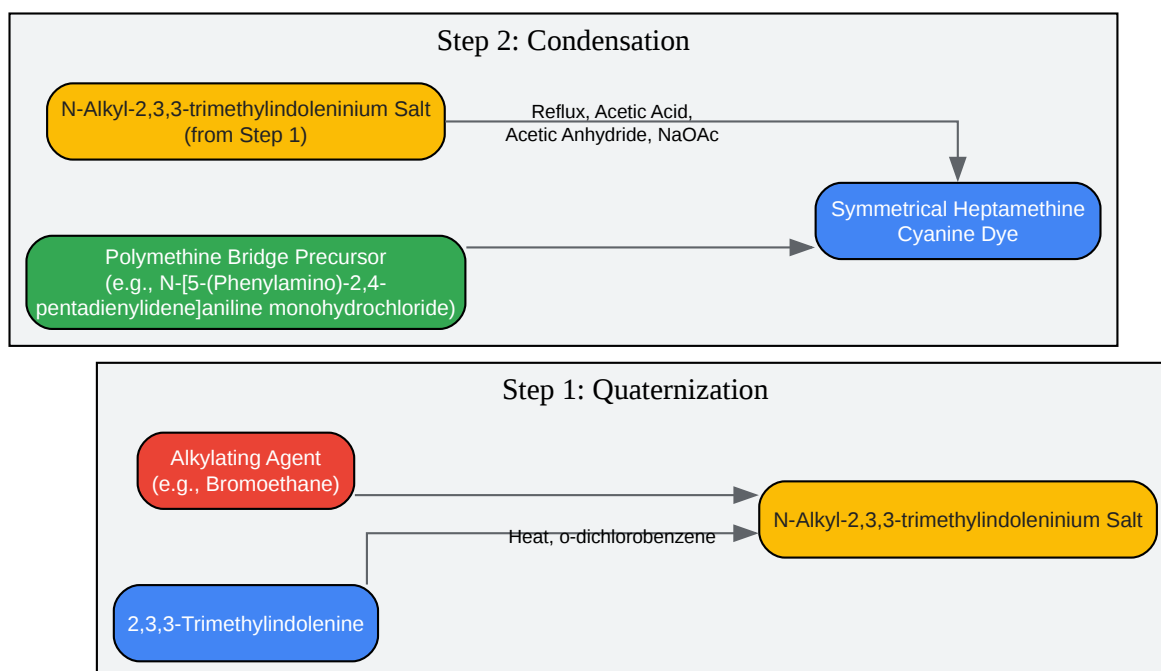 Step 2: Condensation
N-Alkyl-2,3,3-trimethylindoleninium Salt
(from Step 1)
Reflux, Acetic Acid,
Acetic Anhydride, NaOAc
Symmetrical Heptamethine
Cyanine Dye
Polymethine Bridge Precursor
(e.g., N-[5-(Phenylamino)-2,4-
pentadienylidene]aniline monohydrochloride)
Step 1: Quaternization
Alkylating Agent
(e.g., Bromoethane)
N-Alkyl-2,3,3-trimethylindoleninium Salt
Heat, o-dichlorobenzene
2,3,3-Trimethylindolenine